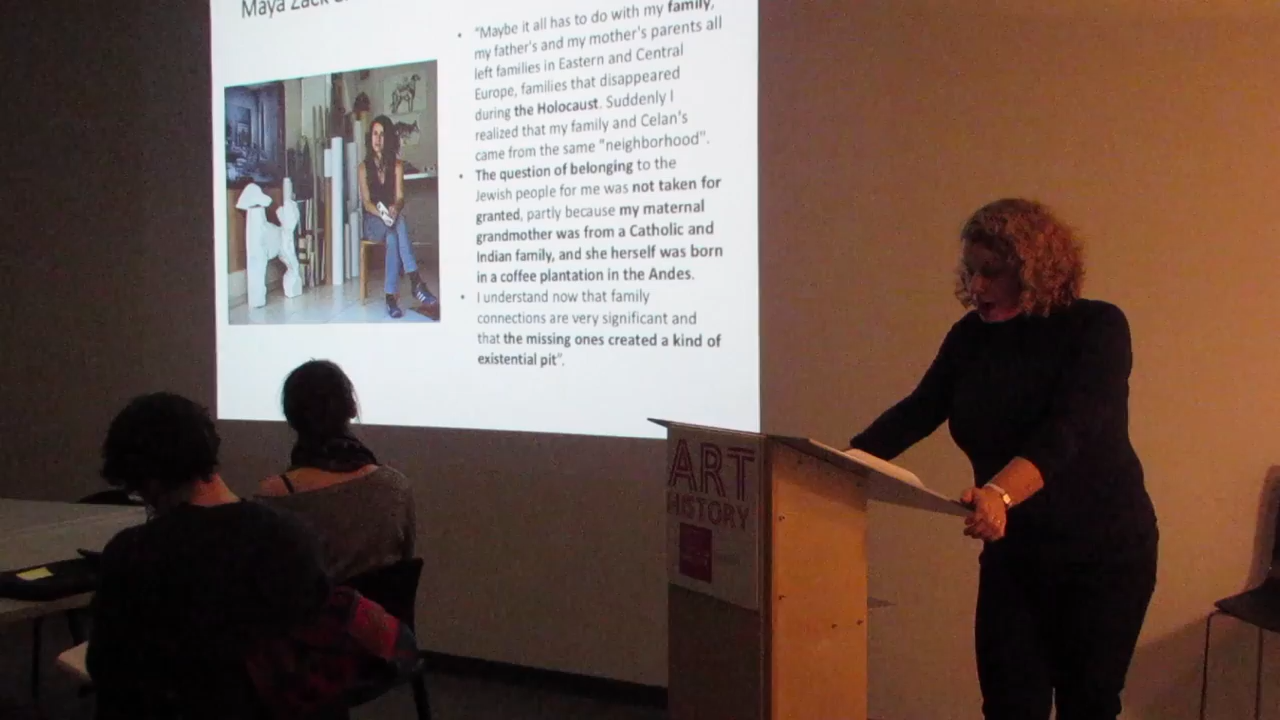 Maya Zack
• "Maybe it all has to do with my family,
my father's and my mother's parents all
left families in Eastern and Central
Europe, families that disappeared
during the Holocaust. Suddenly I
realized that my family and Celan's
came from the same "neighborhood".
• The question of belonging to the
Jewish people for me was not taken for
granted, partly because my maternal
grandmother was from a Catholic and
Indian family, and she herself was born
in a coffee plantation in the Andes.
• I understand now that family
connections are very significant and
that the missing ones created a kind of
existential pit".
ART
HISTORY